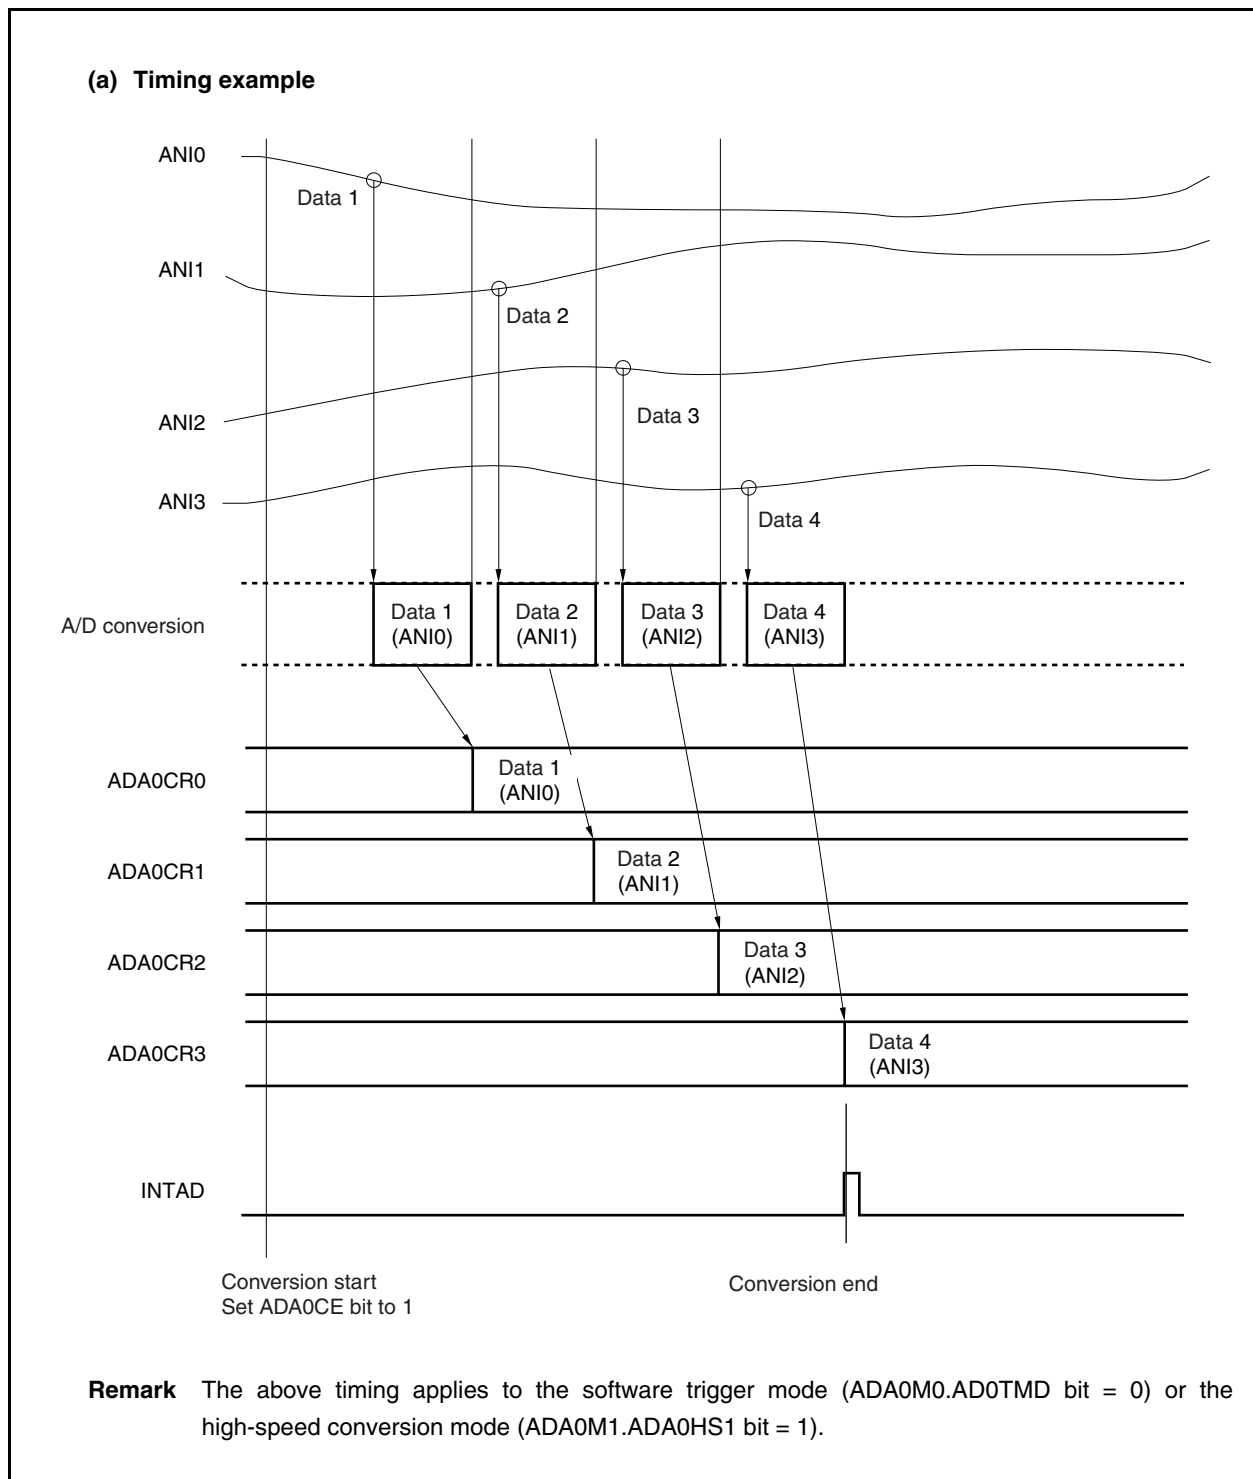 (a) Timing example
ANI0
Data 1
ANI1
Data 2
ANI2
Data 3
ANI3
Data 4
A/D conversion
Data 1
(ANI0)
Data 2
(ANI1)
Data 3
(ANI2)
Data 4
(ANI3)
ADA0CR0
Data 1
(ANI0)
ADA0CR1
Data 2
(ANI1)
ADA0CR2
Data 3
(ANI2)
ADA0CR3
Data 4
(ANI3)
INTAD
Conversion start
Set ADA0CE bit to 1
Conversion end
Remark The above timing applies to the software trigger mode (ADA0M0.AD0TMD bit = 0) or the
high-speed conversion mode (ADA0M1.ADA0HS1 bit = 1).